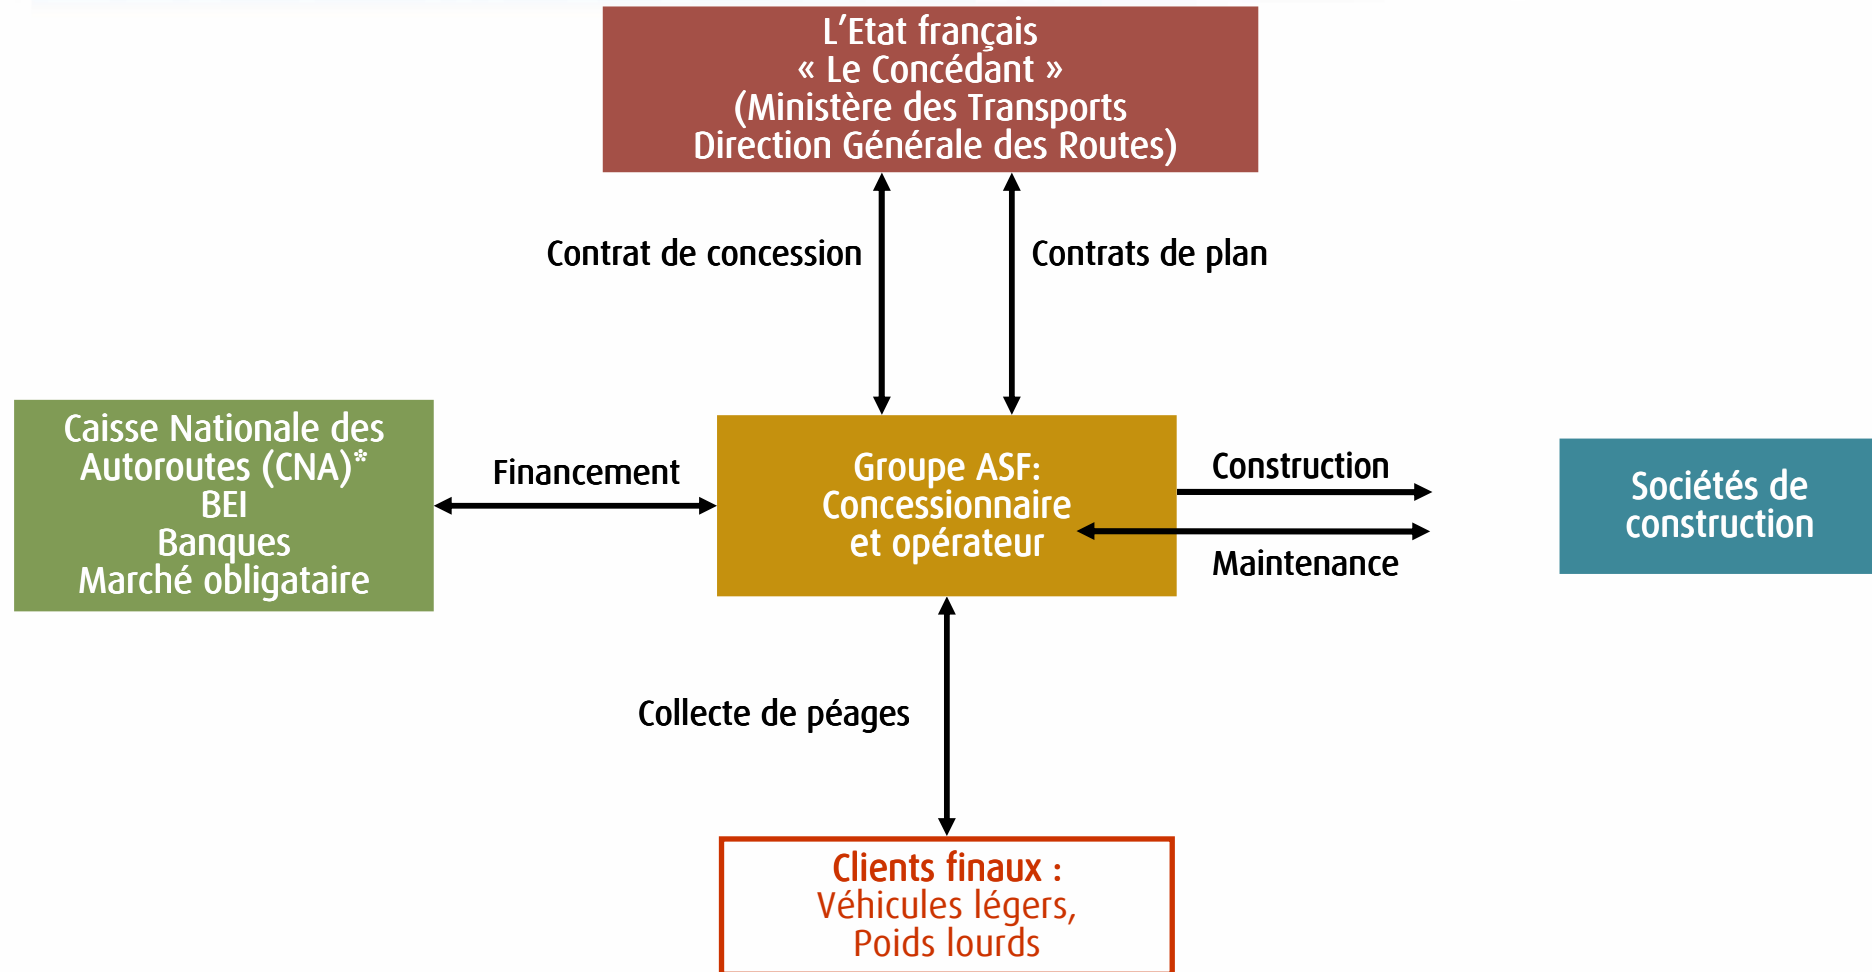 L'Etat français
« Le Concédant »
(Ministère des Transports
Direction Générale des Routes)
Contrat de concession
Contrats de plan
Caisse Nationale des
Autoroutes (CNA)*
BEI
Banques
Marché obligataire
Financement
Groupe ASF:
Concessionnaire
et opérateur
Construction
Maintenance
Sociétés de
construction
Collecte de péages
Clients finaux :
Véhicules légers,
Poids lourds